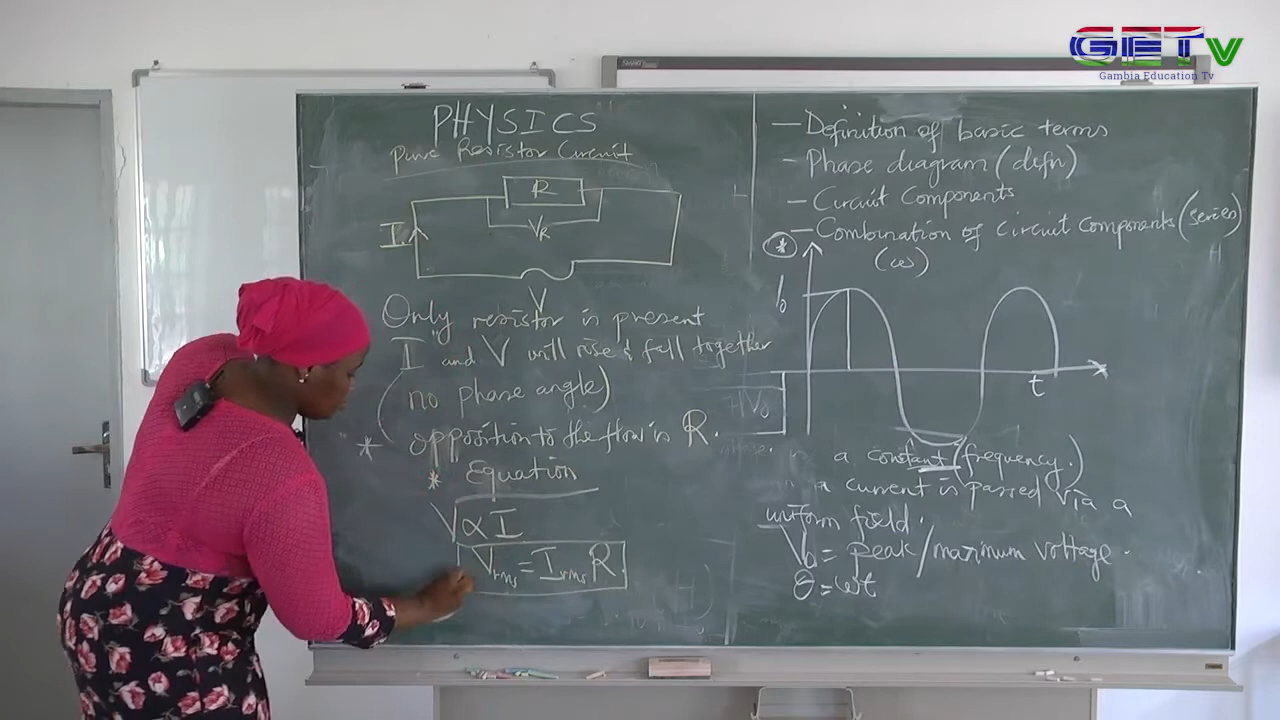 GETv
Gambia Education Tv
PHYSICS
Pure Resistor Circuit
R
VR
I
V
Only resistor is present
I and V will rise & fall together
no phase angle)
* opposition to the flow is R.
* Equation
V α I
Vrms = Irms R.
— Definition of basic terms
— Phase diagram (defn)
— Circuit Components
— Combination of circuit components (series)
*
(ω)
t
V0
a constant (frequency.)
a current is passed via a
uniform field.
V0 = peak/maximum voltage.
θ = ωt